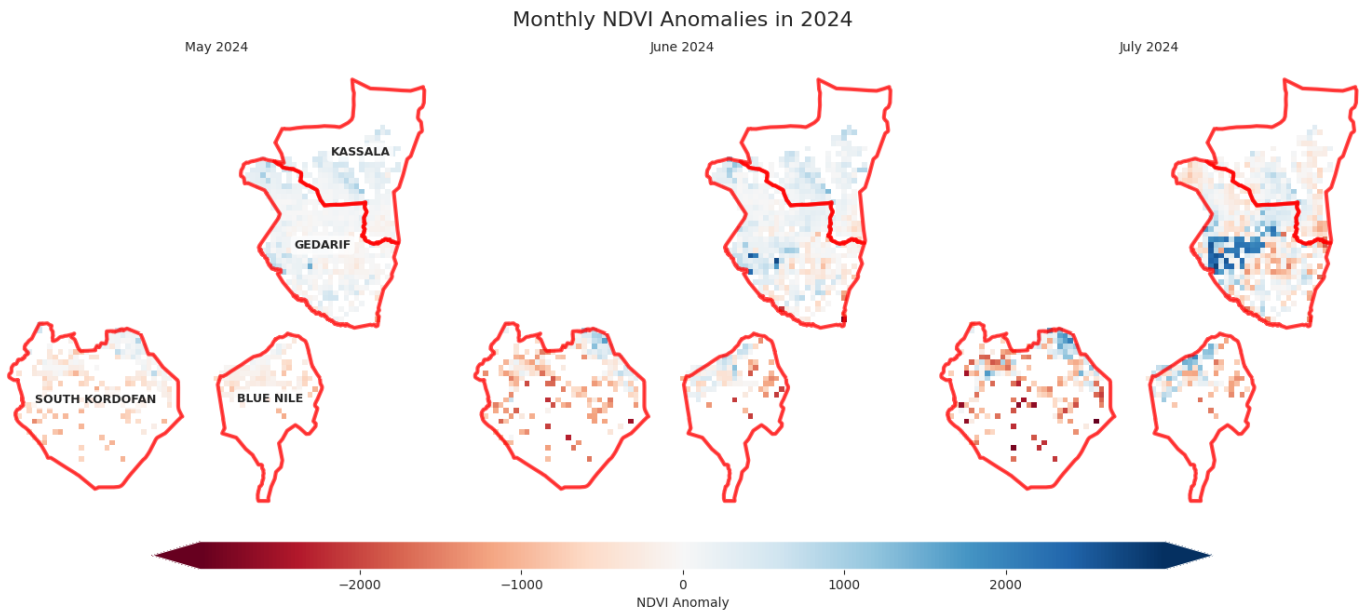 Monthly NDVI Anomalies in 2024
May 2024
June 2024
July 2024
KASSALA
GEDARIF
SOUTH KORDOFAN
BLUE NILE
−2000
−1000
0
1000
2000
NDVI Anomaly